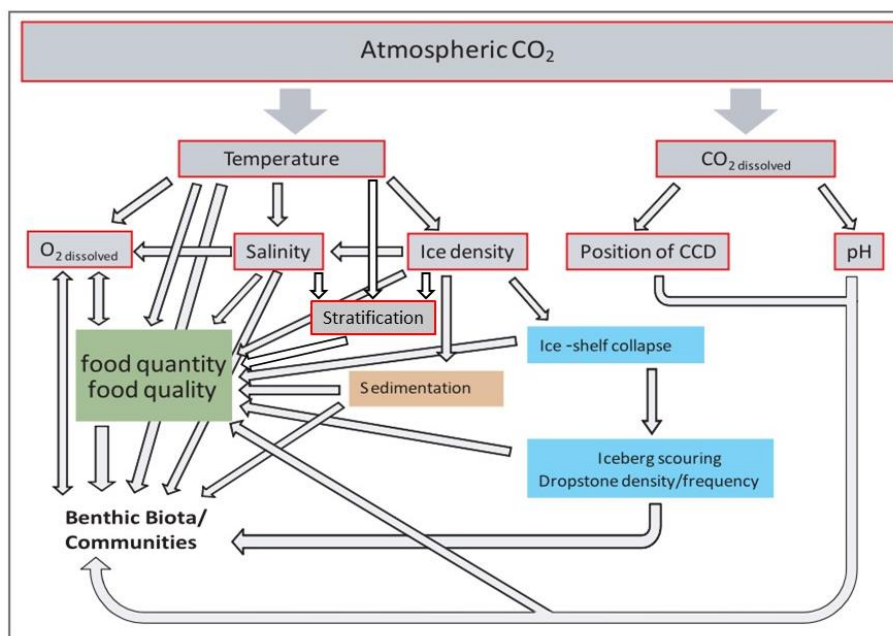 Atmospheric CO₂
Temperature
CO₂ dissolved
O₂ dissolved
Salinity
Ice density
Position of CCD
pH
Stratification
food quantity
food quality
Ice -shelf collapse
Sedimentation
Iceberg scouring
Dropstone density/frequency
Benthic Biota/
Communities